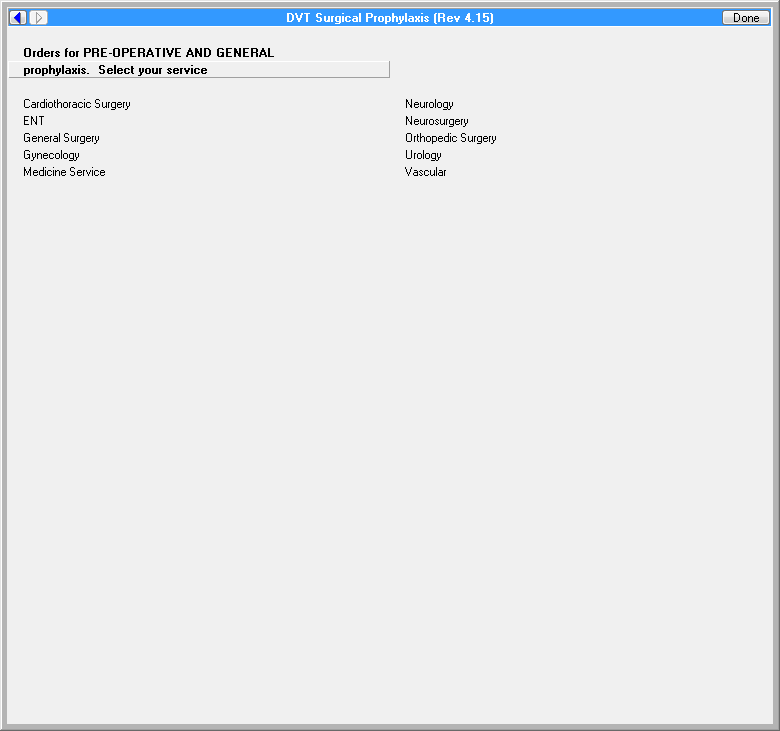 DVT Surgical Prophylaxis (Rev 4.15)
Done
Orders for PRE-OPERATIVE AND GENERAL
prophylaxis.  Select your service
Cardiothoracic Surgery
ENT
General Surgery
Gynecology
Medicine Service
Neurology
Neurosurgery
Orthopedic Surgery
Urology
Vascular